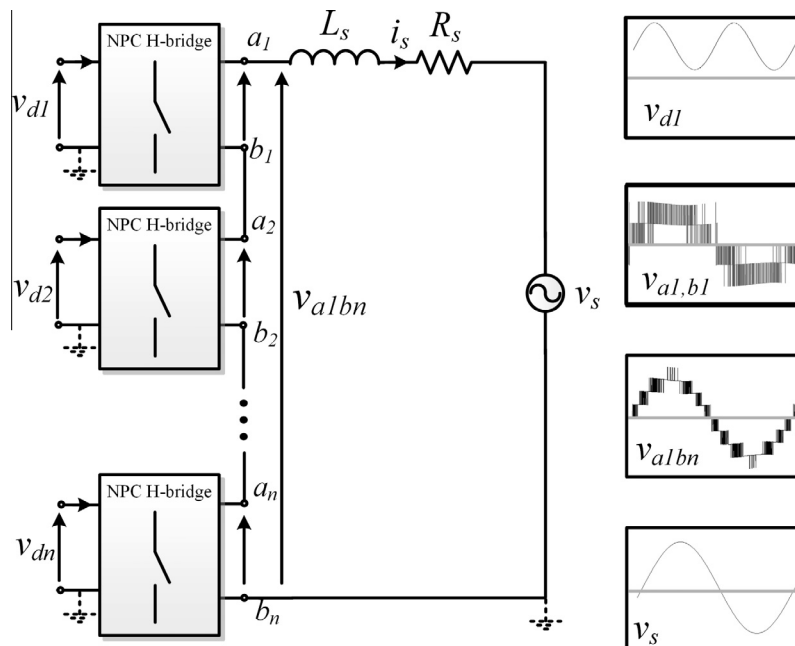 NPC H-bridge
a1
Ls
is
Rs
vd1
b1
vd1
NPC H-bridge
a2
va1,b1
vd2
va1bn
vs
b2
va1bn
NPC H-bridge
an
vdn
bn
vs